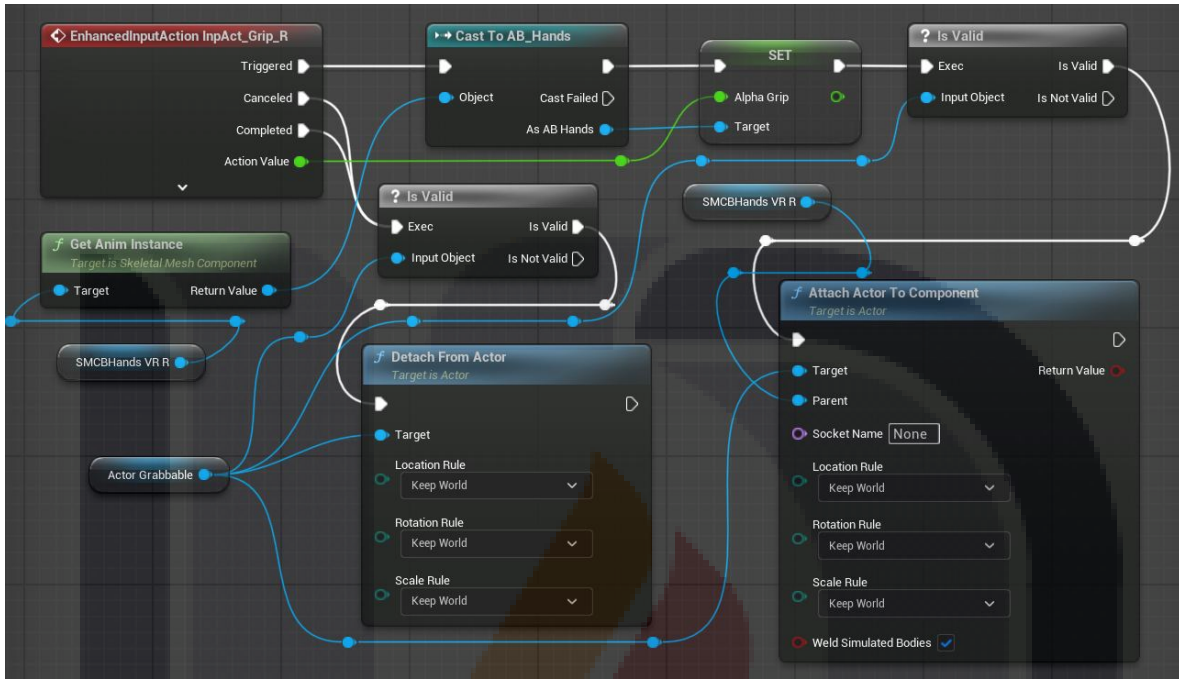 EnhancedInputAction InpAct_Grip_R
Triggered
Canceled
Completed
Action Value
Cast To AB_Hands
Object
Cast Failed
As AB Hands
SET
Alpha Grip
Target
? Is Valid
Exec
Is Valid
Input Object
Is Not Valid
? Is Valid
Exec
Is Valid
Input Object
Is Not Valid
SMCBHands VR R
f Get Anim Instance
Target is Skeletal Mesh Component
Target
Return Value
SMCBHands VR R
Actor Grabbable
f Detach From Actor
Target is Actor
Target
Location Rule
Keep World
Rotation Rule
Keep World
Scale Rule
Keep World
f Attach Actor To Component
Target is Actor
Target
Return Value
Parent
Socket Name None
Location Rule
Keep World
Rotation Rule
Keep World
Scale Rule
Keep World
Weld Simulated Bodies